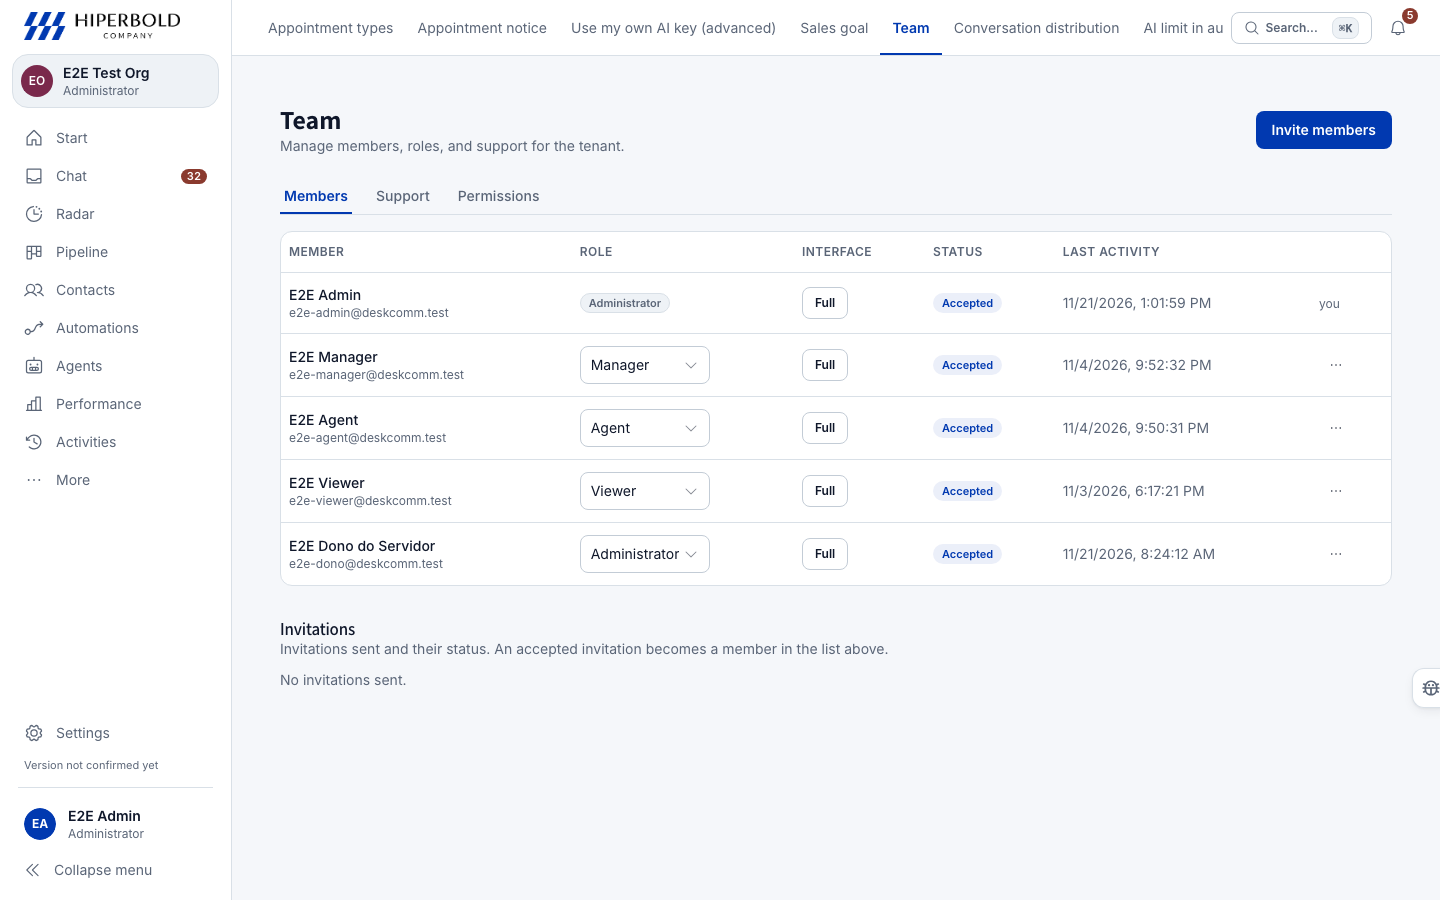 HIPERBOLD
COMPANY
EO
E2E Test Org
Administrator
Start
Chat
32
Radar
Pipeline
Contacts
Automations
Agents
Performance
Activities
More
Settings
Version not confirmed yet
EA
E2E Admin
Administrator
Collapse menu
Appointment types
Appointment notice
Use my own AI key (advanced)
Sales goal
Team
Conversation distribution
AI limit in au
Search...
⌘K
5
Team
Manage members, roles, and support for the tenant.
Invite members
Members
Support
Permissions
MEMBER ROLE INTERFACE STATUS LAST ACTIVITY
E2E Admin
e2e-admin@deskcomm.test
Administrator
Full
Accepted
11/21/2026, 1:01:59 PM
you
E2E Manager
e2e-manager@deskcomm.test
Manager
Full
Accepted
11/4/2026, 9:52:32 PM
E2E Agent
e2e-agent@deskcomm.test
Agent
Full
Accepted
11/4/2026, 9:50:31 PM
E2E Viewer
e2e-viewer@deskcomm.test
Viewer
Full
Accepted
11/3/2026, 6:17:21 PM
E2E Dono do Servidor
e2e-dono@deskcomm.test
Administrator
Full
Accepted
11/21/2026, 8:24:12 AM
Invitations
Invitations sent and their status. An accepted invitation becomes a member in the list above.
No invitations sent.